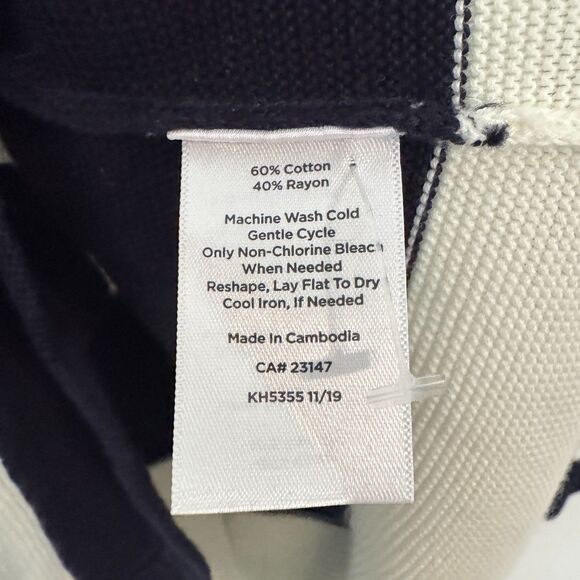 60% Cotton
40% Rayon
Machine Wash Cold
Gentle Cycle
Only Non-Chlorine Bleach
When Needed
Reshape, Lay Flat To Dry
Cool Iron, If Needed
Made In Cambodia
CA# 23147
KH5355 11/19